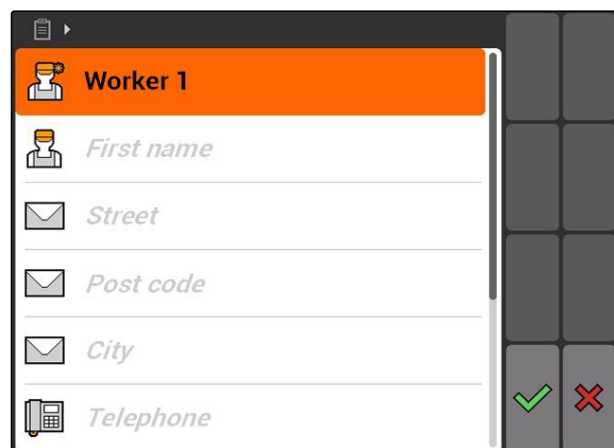 Worker 1
First name
Street
Post code
City
Telephone